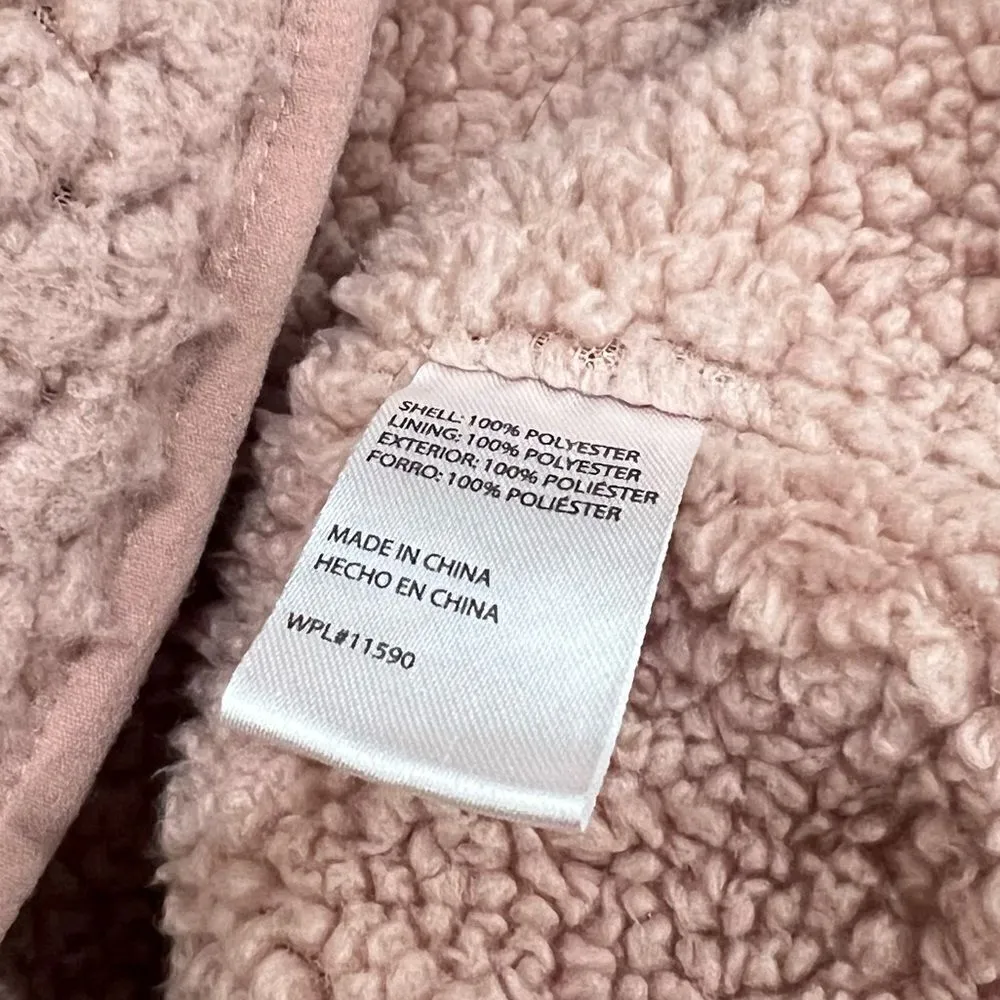 SHELL: 100% POLYESTER
LINING: 100% POLYESTER
EXTERIOR: 100% POLIÉSTER
FORRO: 100% POLIÉSTER
MADE IN CHINA
HECHO EN CHINA
WPL#11590